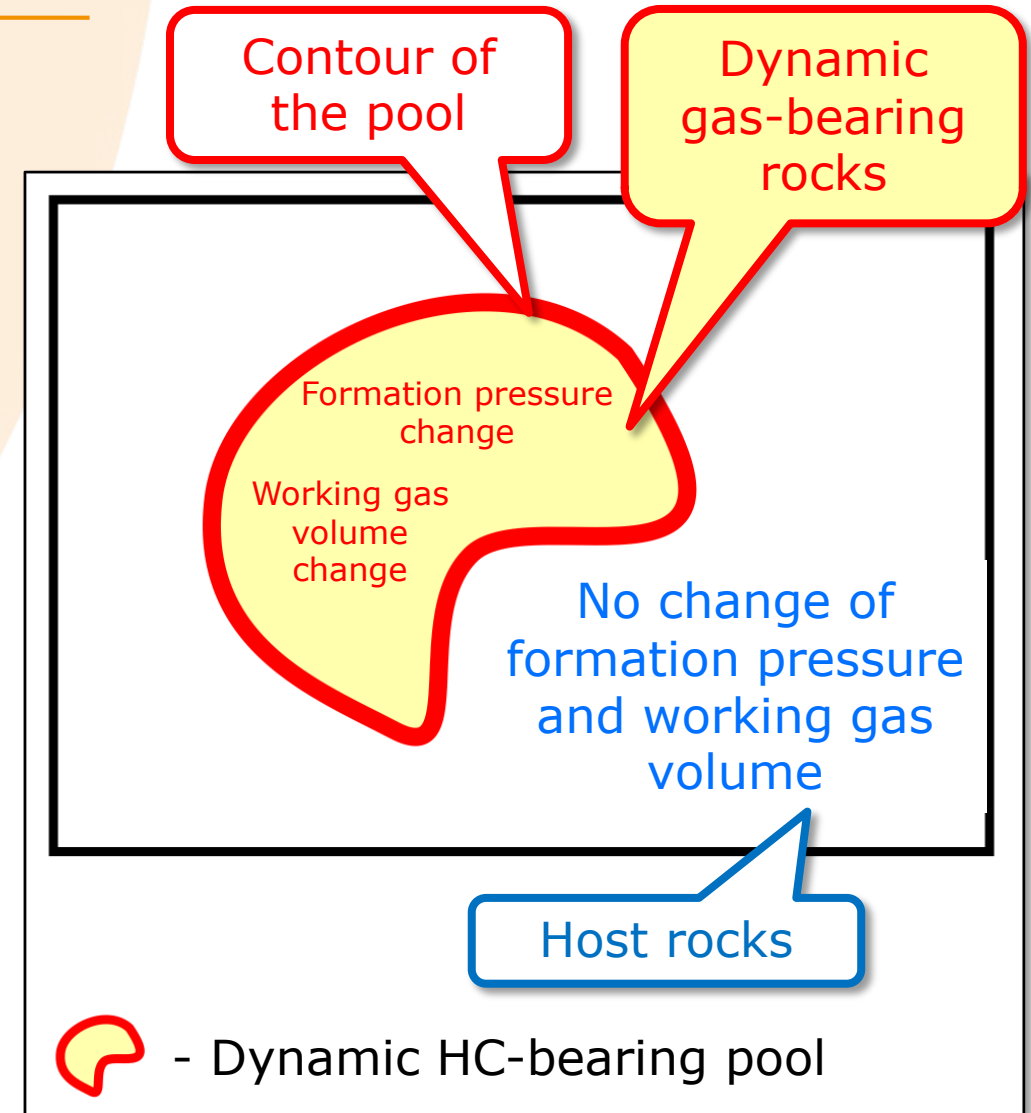 Contour of
the pool
Dynamic
gas-bearing
rocks
Formation pressure
change
Working gas
volume
change
No change of
formation pressure
and working gas
volume
Host rocks
- Dynamic HC-bearing pool